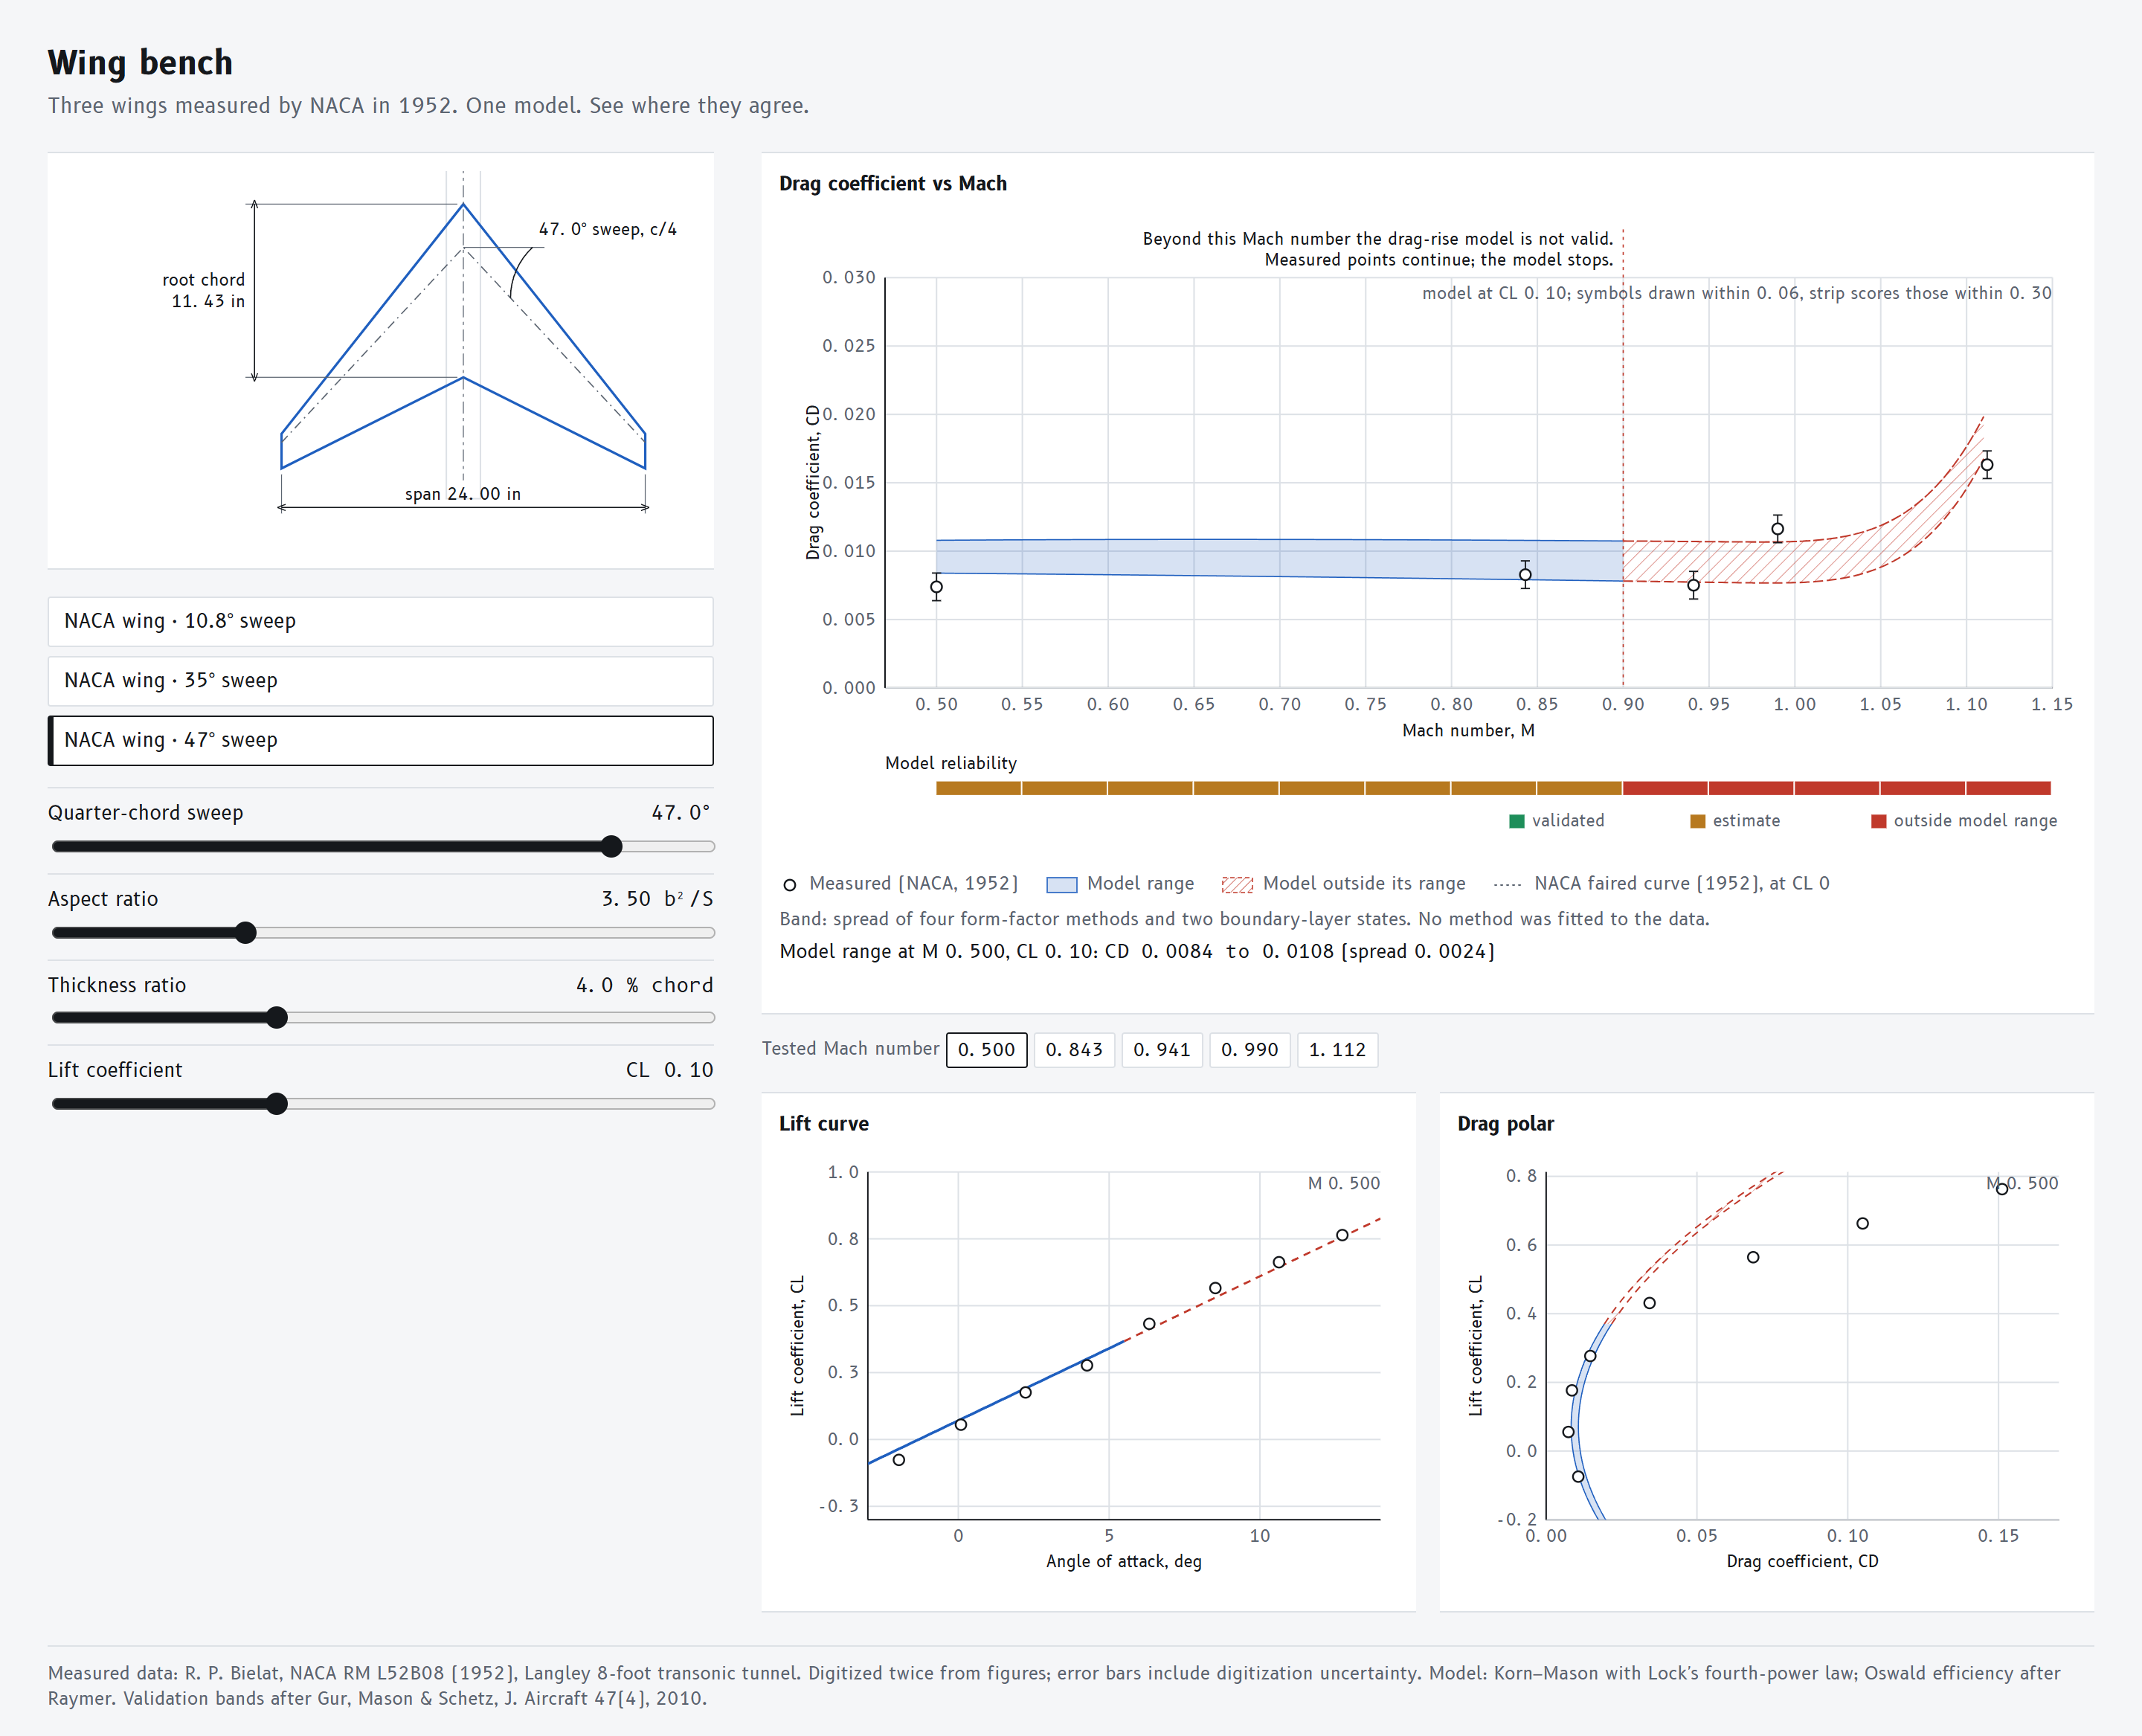 Wing bench
Three wings measured by NACA in 1952. One model. See where they agree.
47.0° sweep, c/4
root chord
11.43 in
span 24.00 in
NACA wing · 10.8° sweep
NACA wing · 35° sweep
NACA wing · 47° sweep
Quarter-chord sweep 47.0°
Aspect ratio 3.50 b²/S
Thickness ratio 4.0 % chord
Lift coefficient CL 0.10
Drag coefficient vs Mach
Beyond this Mach number the drag-rise model is not valid.
Measured points continue; the model stops.
model at CL 0.10; symbols drawn within 0.06, strip scores those within 0.30
Drag coefficient, CD
0.030
0.025
0.020
0.015
0.010
0.005
0.000
0.50 0.55 0.60 0.65 0.70 0.75 0.80 0.85 0.90 0.95 1.00 1.05 1.10 1.15
Mach number, M
Model reliability
validated estimate outside model range
Measured (NACA, 1952) Model range Model outside its range NACA faired curve (1952), at CL 0
Band: spread of four form-factor methods and two boundary-layer states. No method was fitted to the data.
Model range at M 0.500, CL 0.10: CD 0.0084 to 0.0108 (spread 0.0024)
Tested Mach number 0.500 0.843 0.941 0.990 1.112
Lift curve
M 0.500
Lift coefficient, CL
1.0
0.8
0.5
0.3
0.0
-0.3
0 5 10
Angle of attack, deg
Drag polar
M 0.500
Lift coefficient, CL
0.8
0.6
0.4
0.2
0.0
-0.2
0.00 0.05 0.10 0.15
Drag coefficient, CD
Measured data: R. P. Bielat, NACA RM L52B08 (1952), Langley 8-foot transonic tunnel. Digitized twice from figures; error bars include digitization uncertainty. Model: Korn–Mason with Lock's fourth-power law; Oswald efficiency after
Raymer. Validation bands after Gur, Mason & Schetz, J. Aircraft 47(4), 2010.